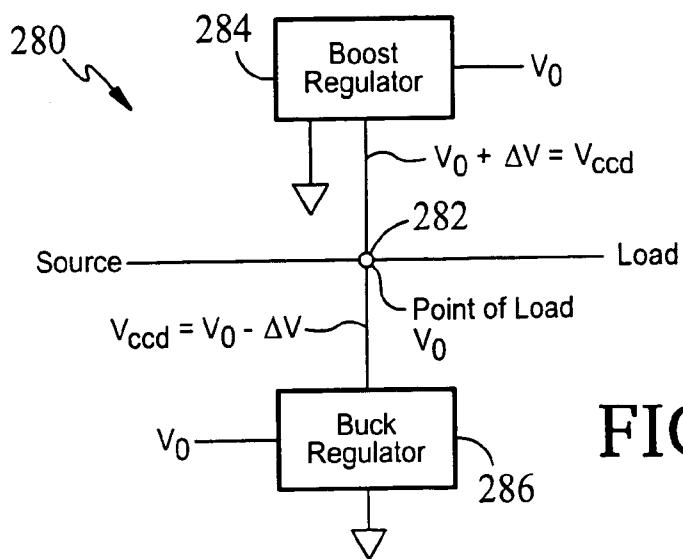 280
284
Boost
Regulator
V0
V0 + ΔV = Vccd
282
Source
Load
Point of Load
V0
Vccd = V0 - ΔV
V0
Buck
Regulator
286
FIG